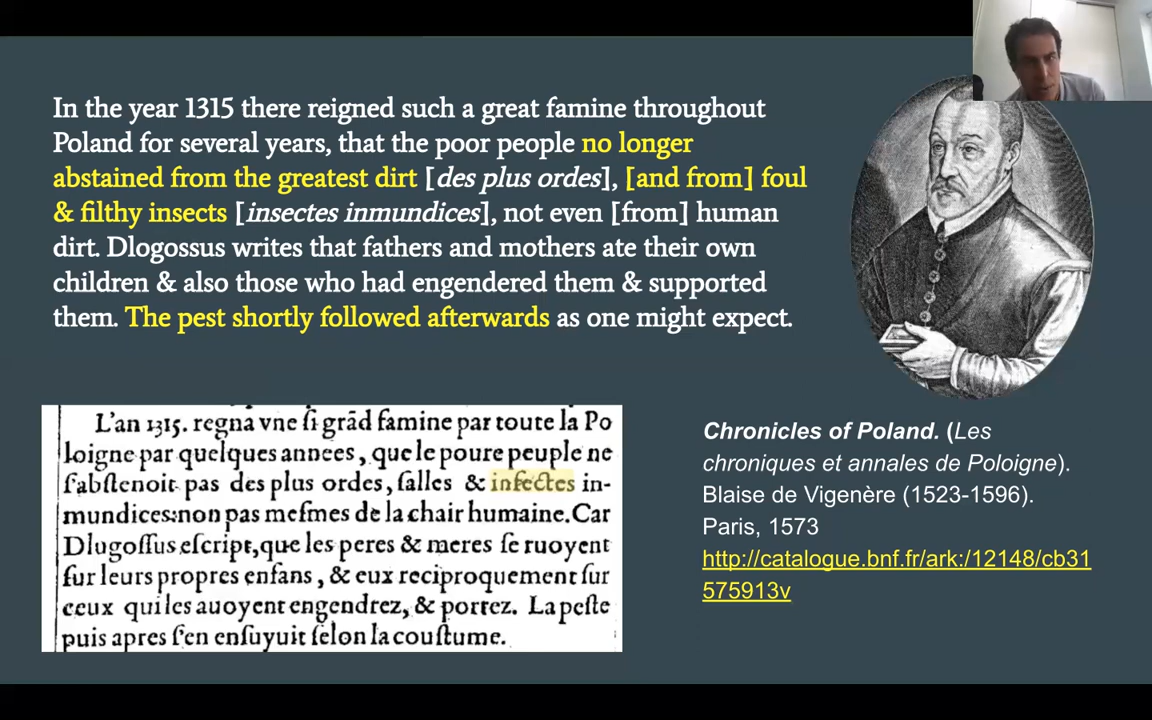 In the year 1315 there reigned such a great famine throughout
Poland for several years, that the poor people no longer
abstained from the greatest dirt [des plus ordes], [and from] foul
& filthy insects [insectes inmundices], not even [from] human
dirt. Dlogossus writes that fathers and mothers ate their own
children & also those who had engendered them & supported
them. The pest shortly followed afterwards as one might expect.
L'an 1315. regna vne ſi grãd famine par toute la Po
loigne par quelques annees, que le poure peuple ne
ſ'abſtenoit pas des plus ordes, ſalles & infectes in-
mundices:non pas meſmes de la chair humaine. Car
Dlugoſſus eſcript, que les peres & meres ſe ruoyent
ſur leurs propres enfans, & eux reciproquement ſur
ceux qui les auoyent engendrez, & portez. La peſte
puis apres ſ'en enſuyuit ſelon la couſtume.
Chronicles of Poland. (Les
chroniques et annales de Poloigne).
Blaise de Vigenère (1523-1596).
Paris, 1573
http://catalogue.bnf.fr/ark:/12148/cb31
575913v